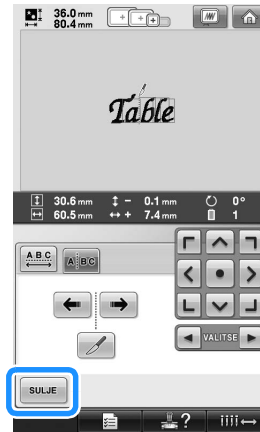 36.0 mm
80.4 mm
Table
30.6 mm - 0.1 mm 0°
60.5 mm + 7.4 mm 1
ABC A BC
VALITSE
SULJE
?